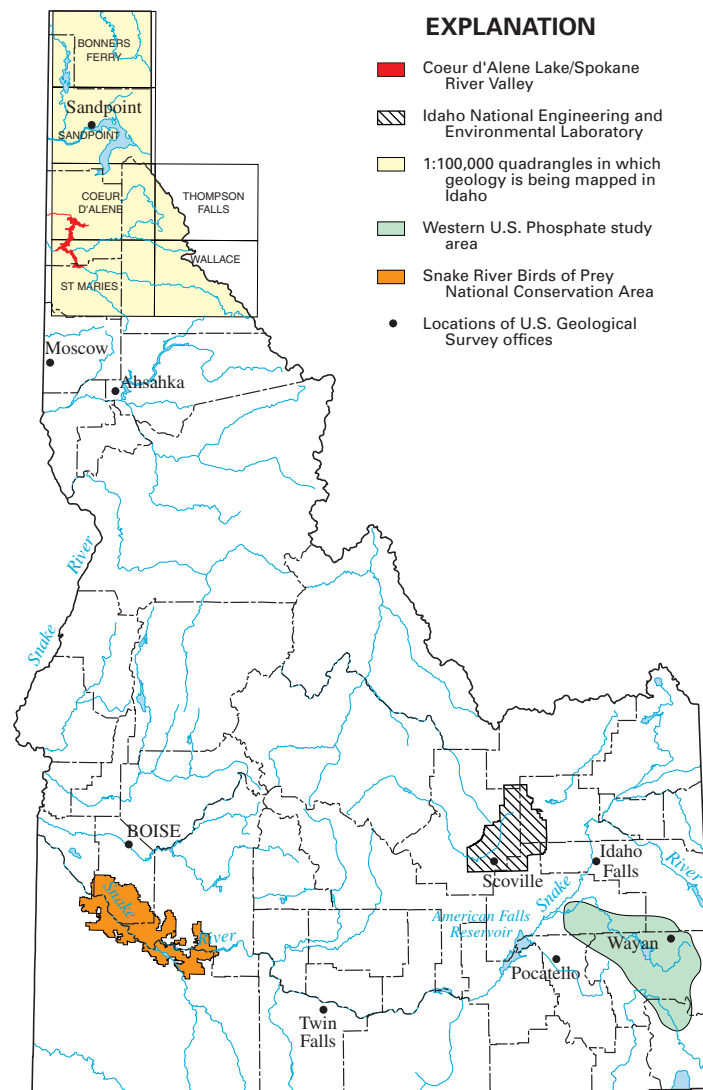 EXPLANATION
Coeur d'Alene Lake/Spokane
River Valley
Idaho National Engineering and
Environmental Laboratory
1:100,000 quadrangles in which
geology is being mapped in
Idaho
Western U.S. Phosphate study
area
Snake River Birds of Prey
National Conservation Area
Locations of U.S. Geological
Survey offices
BONNERS
FERRY
Sandpoint
SANDPOINT
COEUR
D'ALENE
THOMPSON
FALLS
WALLACE
ST MARIES
Moscow
Ahsahka
River
Snake
BOISE
Snake
River
Scoville
Idaho
Falls
River
Snake
American Falls
Reservoir
Wayan
Pocatello
Twin
Falls